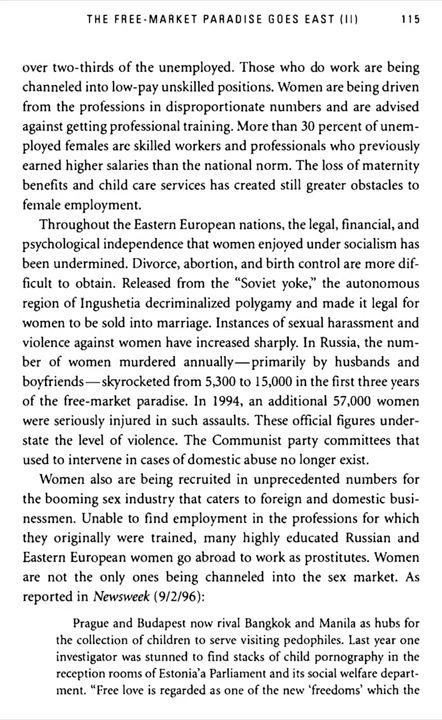 THE FREE-MARKET PARADISE GOES EAST (II) 115
over two-thirds of the unemployed. Those who do work are being
channeled into low-pay unskilled positions. Women are being driven
from the professions in disproportionate numbers and are advised
against getting professional training. More than 30 percent of unem-
ployed females are skilled workers and professionals who previously
earned higher salaries than the national norm. The loss of maternity
benefits and child care services has created still greater obstacles to
female employment.
Throughout the Eastern European nations, the legal, financial, and
psychological independence that women enjoyed under socialism has
been undermined. Divorce, abortion, and birth control are more dif-
ficult to obtain. Released from the “Soviet yoke,” the autonomous
region of Ingushetia decriminalized polygamy and made it legal for
women to be sold into marriage. Instances of sexual harassment and
violence against women have increased sharply. In Russia, the num-
ber of women murdered annually—primarily by husbands and
boyfriends—skyrocketed from 5,300 to 15,000 in the first three years
of the free-market paradise. In 1994, an additional 57,000 women
were seriously injured in such assaults. These official figures under-
state the level of violence. The Communist party committees that
used to intervene in cases of domestic abuse no longer exist.
Women also are being recruited in unprecedented numbers for
the booming sex industry that caters to foreign and domestic busi-
nessmen. Unable to find employment in the professions for which
they originally were trained, many highly educated Russian and
Eastern European women go abroad to work as prostitutes. Women
are not the only ones being channeled into the sex market. As
reported in Newsweek (9/2/96):
Prague and Budapest now rival Bangkok and Manila as hubs for
the collection of children to serve visiting pedophiles. Last year one
investigator was stunned to find stacks of child pornography in the
reception rooms of Estonia’a Parliament and its social welfare depart-
ment. “Free love is regarded as one of the new ‘freedoms’ which the